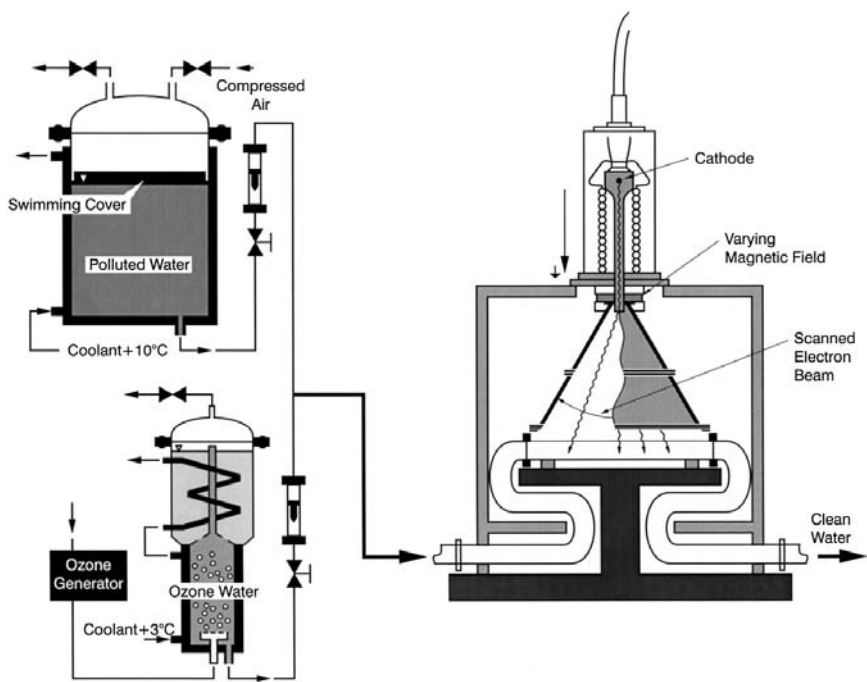 Compressed
Air
Swimming Cover
Polluted Water
Coolant+10°C
Ozone
Generator
Ozone Water
Coolant+3°C
Cathode
Varying
Magnetic Field
Scanned
Electron
Beam
Clean
Water